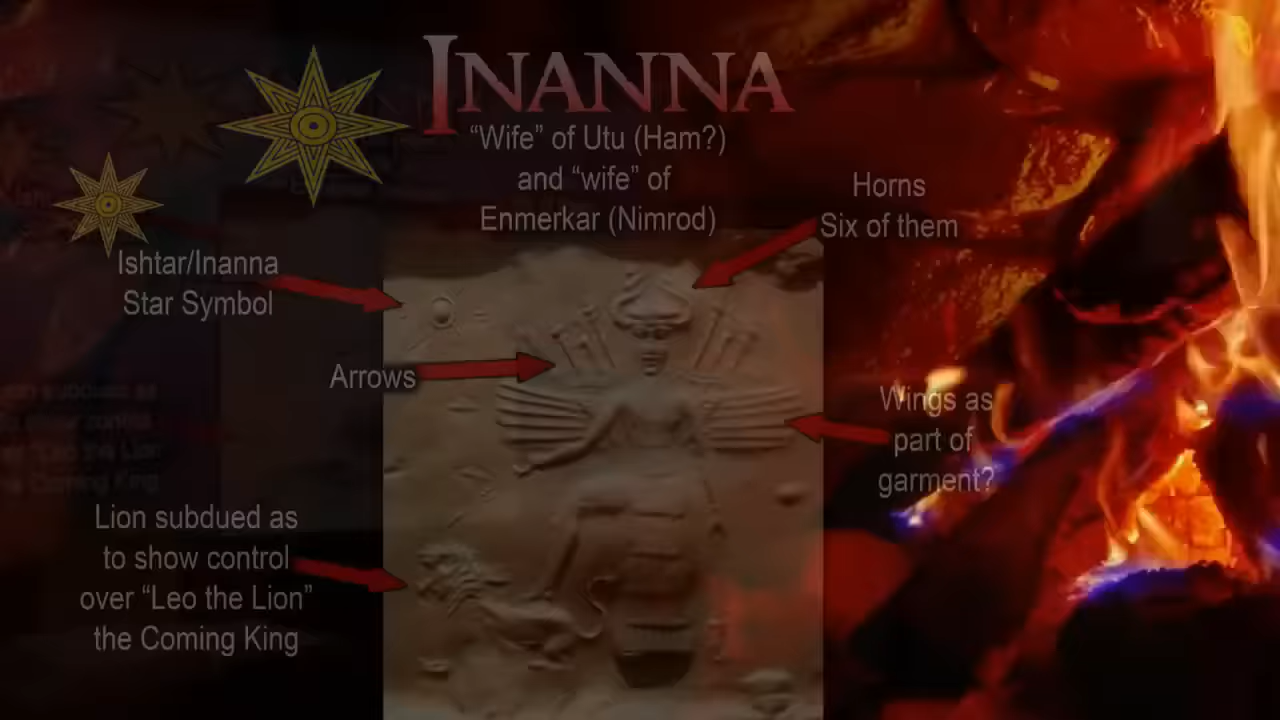 INANNA
“Wife” of Utu (Ham?)
and “wife” of
Enmerkar (Nimrod)
Horns
Six of them
Ishtar/Inanna
Star Symbol
Arrows
Wings as
part of
garment?
Lion subdued as
to show control
over “Leo the Lion”
the Coming King